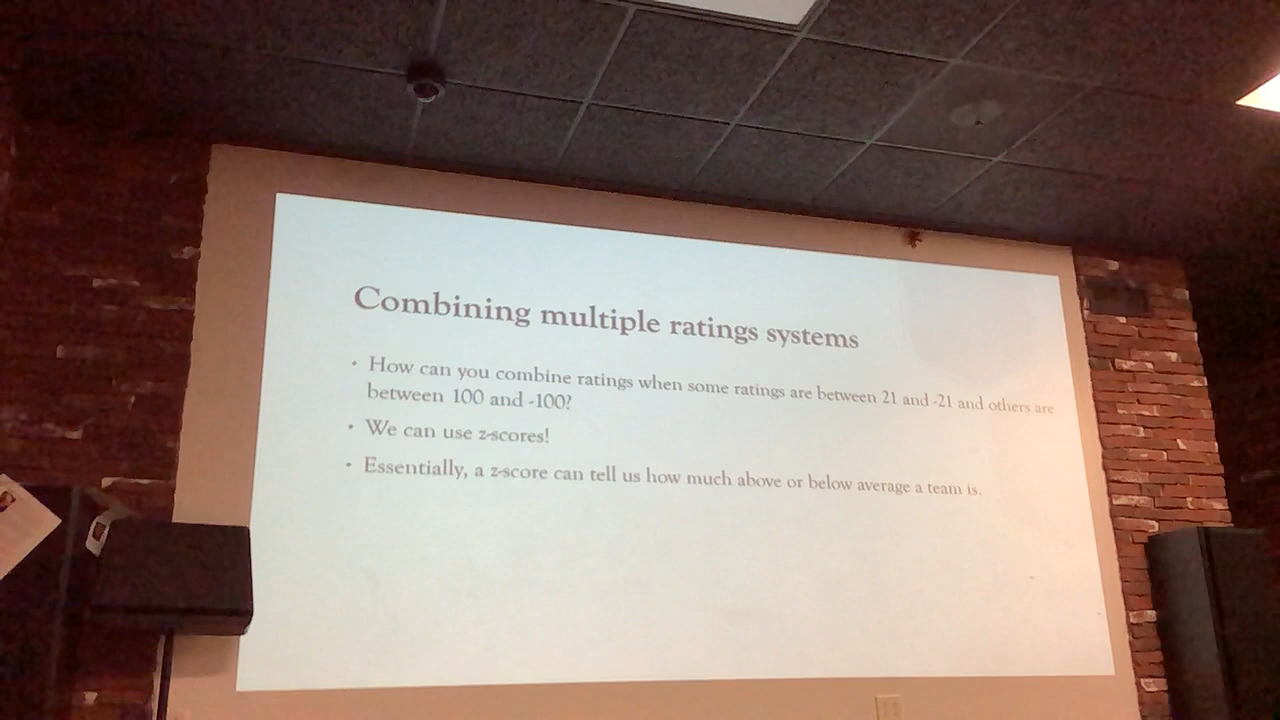 Combining multiple ratings systems
• How can you combine ratings when some ratings are between 21 and -21 and others are
between 100 and -100?
• We can use z-scores!
• Essentially, a z-score can tell us how much above or below average a team is.